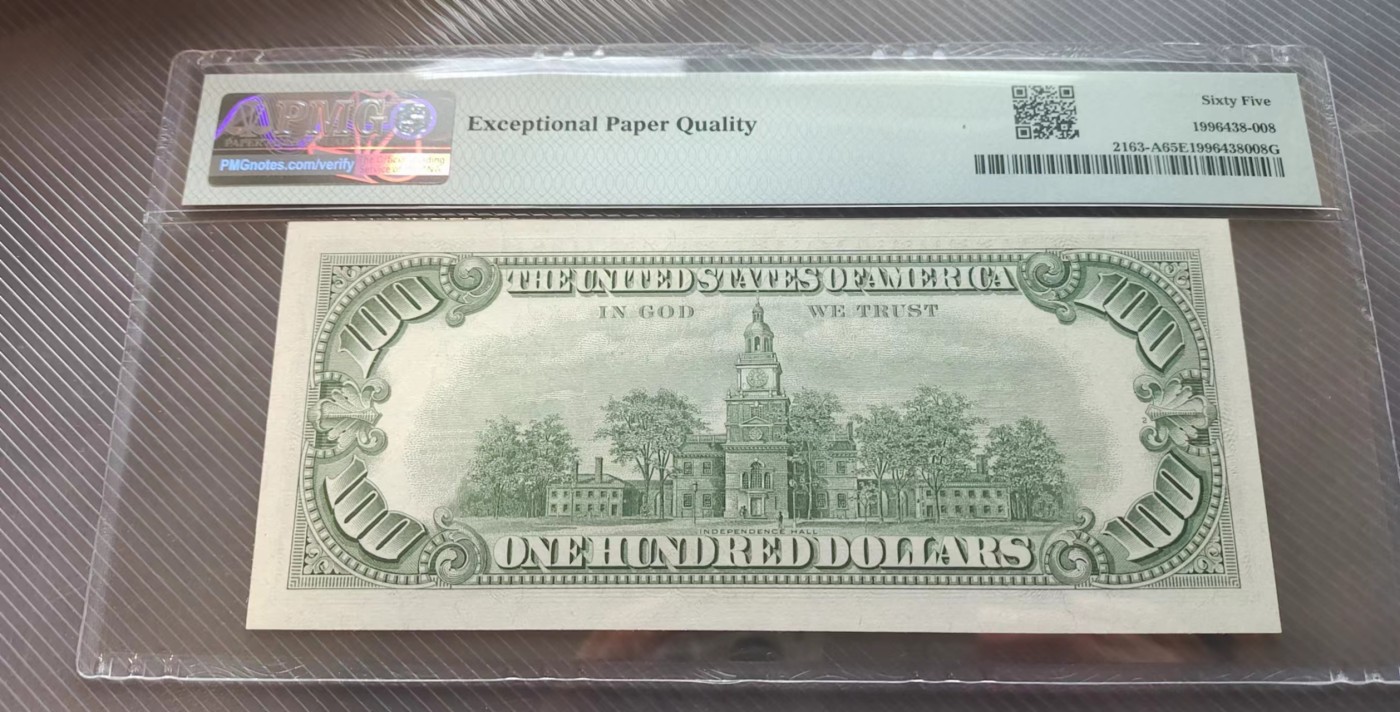 PMG
PMGnotes.com/verify
Exceptional Paper Quality
Sixty Five
1996438-008
2163-A65E1996438008G
THE UNITED STATES OF AMERICA
IN GOD WE TRUST
100
100
INDEPENDENCE HALL
100
100
ONE HUNDRED DOLLARS